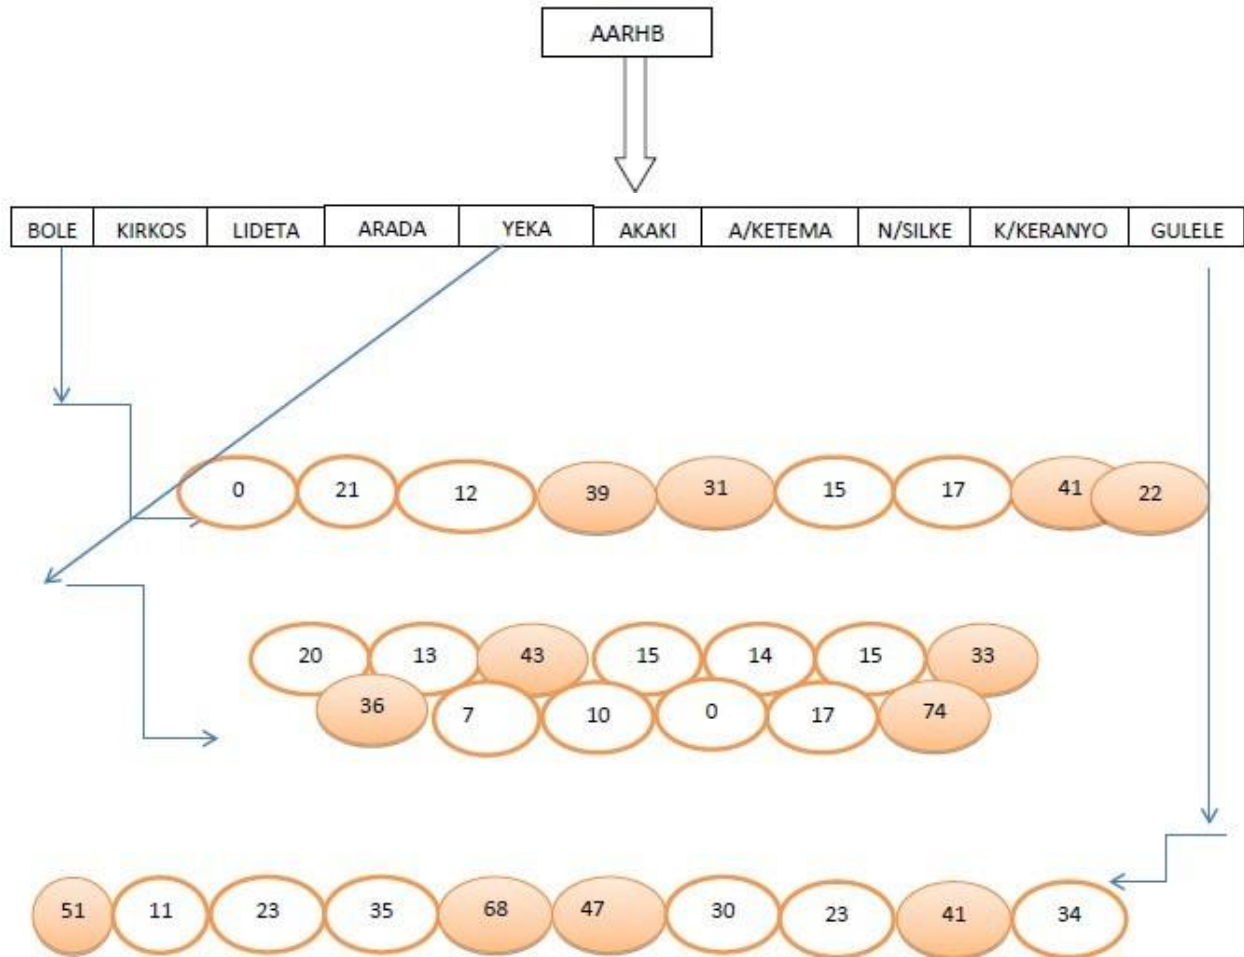 AARHB
BOLE KIRKOS LIDETA ARADA YEKA AKAKI A/KETEMA N/SILKE K/KERANYO GULELE
0 21 12 39 31 15 17 41 22
20 13 43 15 14 15 33
36 7 10 0 17 74
51 11 23 35 68 47 30 23 41 34